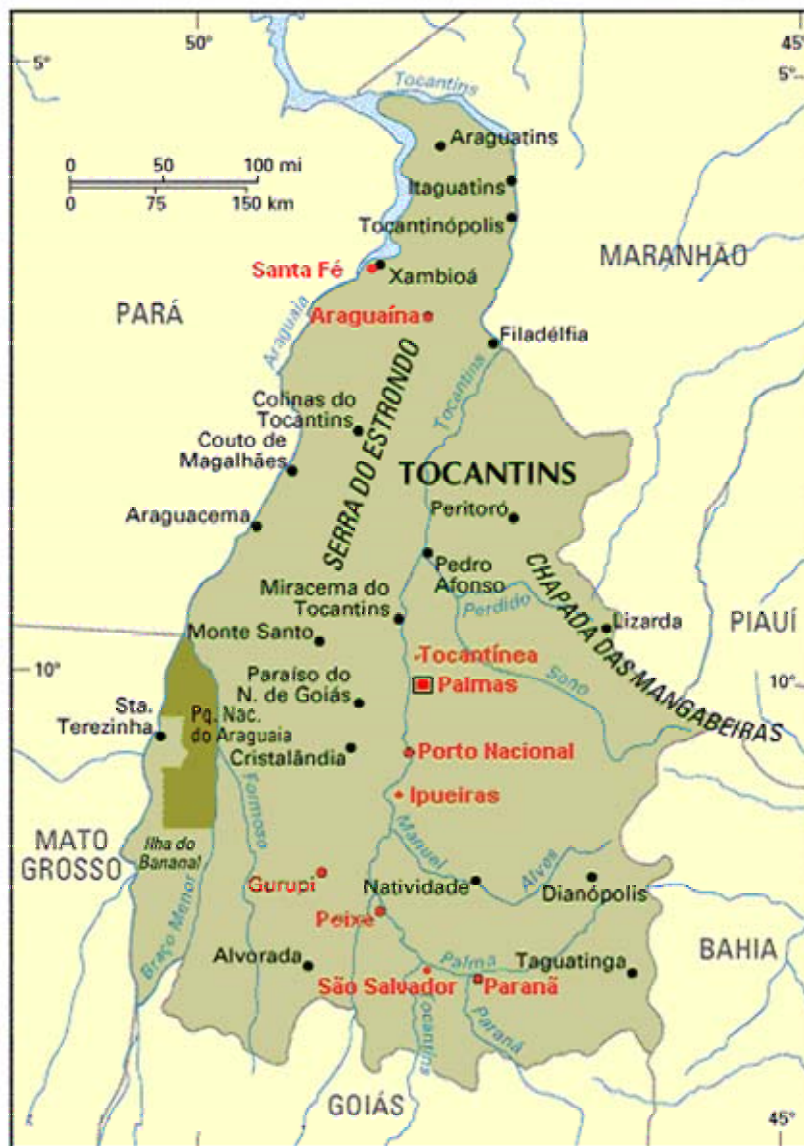 50°
45°
5°
5°
Tocantins
Araguatins
0 50 100 mi
0 75 150 km
Itaguatins
Tocantinópolis
MARANHÃO
Santa Fé
Xambioá
PARÁ
Araguaia
Araguaína
Filadélfia
Tocantins
SERRA DO ESTRONDO
Colinas do
Tocantins
Couto de
Magalhães
TOCANTINS
Peritoró
Araguacema
Pedro
Afonso
CHAPADA DAS MANGABEIRAS
Miracema do
Tocantins
Perdido
Lizarda
PIAUÍ
Monte Santo
Tocantínea
10°
10°
Paraíso do
N. de Goiás
Palmas
Sono
Sta.
Terezinha
Pq. Nac.
do Araguaia
Cristalândia
Porto Nacional
Formoso
Ipueiras
MATO
GROSSO
Ilha do
Bananal
Manuel
Alves
Gurupi
Natividade
Dianópolis
Peixe
Braço Menor
BAHIA
Alvorada
Palma
Taguatinga
São Salvador
Paranã
Tocantins
Paraná
GOIÁS
45°